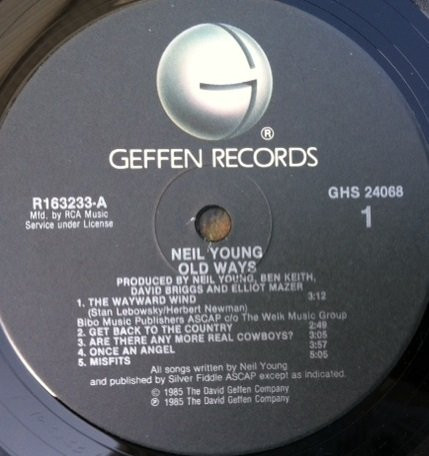 ®
GEFFEN RECORDS
R163233-A
Mfd. by RCA Music
Service under License
GHS 24068
1
NEIL YOUNG
OLD WAYS
PRODUCED BY NEIL YOUNG, BEN KEITH,
DAVID BRIGGS AND ELLIOT MAZER
1. THE WAYWARD WIND 3:12
(Stan Lebowsky/Herbert Newman)
Bibo Music Publishers ASCAP c/o The Welk Music Group
2. GET BACK TO THE COUNTRY 2:49
3. ARE THERE ANY MORE REAL COWBOYS? 3:05
4. ONCE AN ANGEL 3:57
5. MISFITS 5:05
All songs written by Neil Young
and published by Silver Fiddle ASCAP except as indicated.
© 1985 The David Geffen Company
℗ 1985 The David Geffen Company